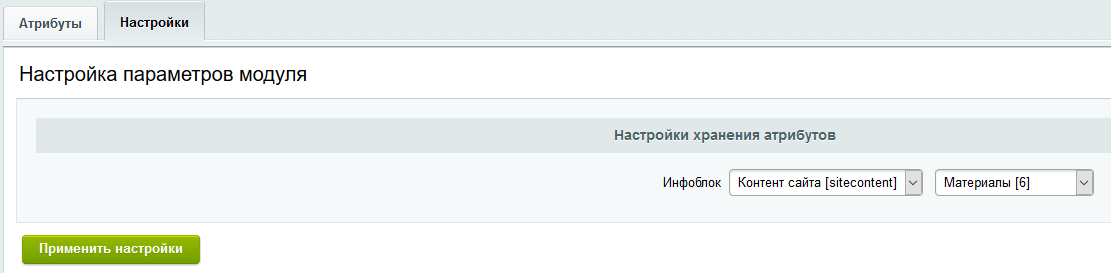 Атрибуты Настройки
Настройка параметров модуля
Настройки хранения атрибутов
Инфоблок Контент сайта [sitecontent] Материалы [6]
Применить настройки